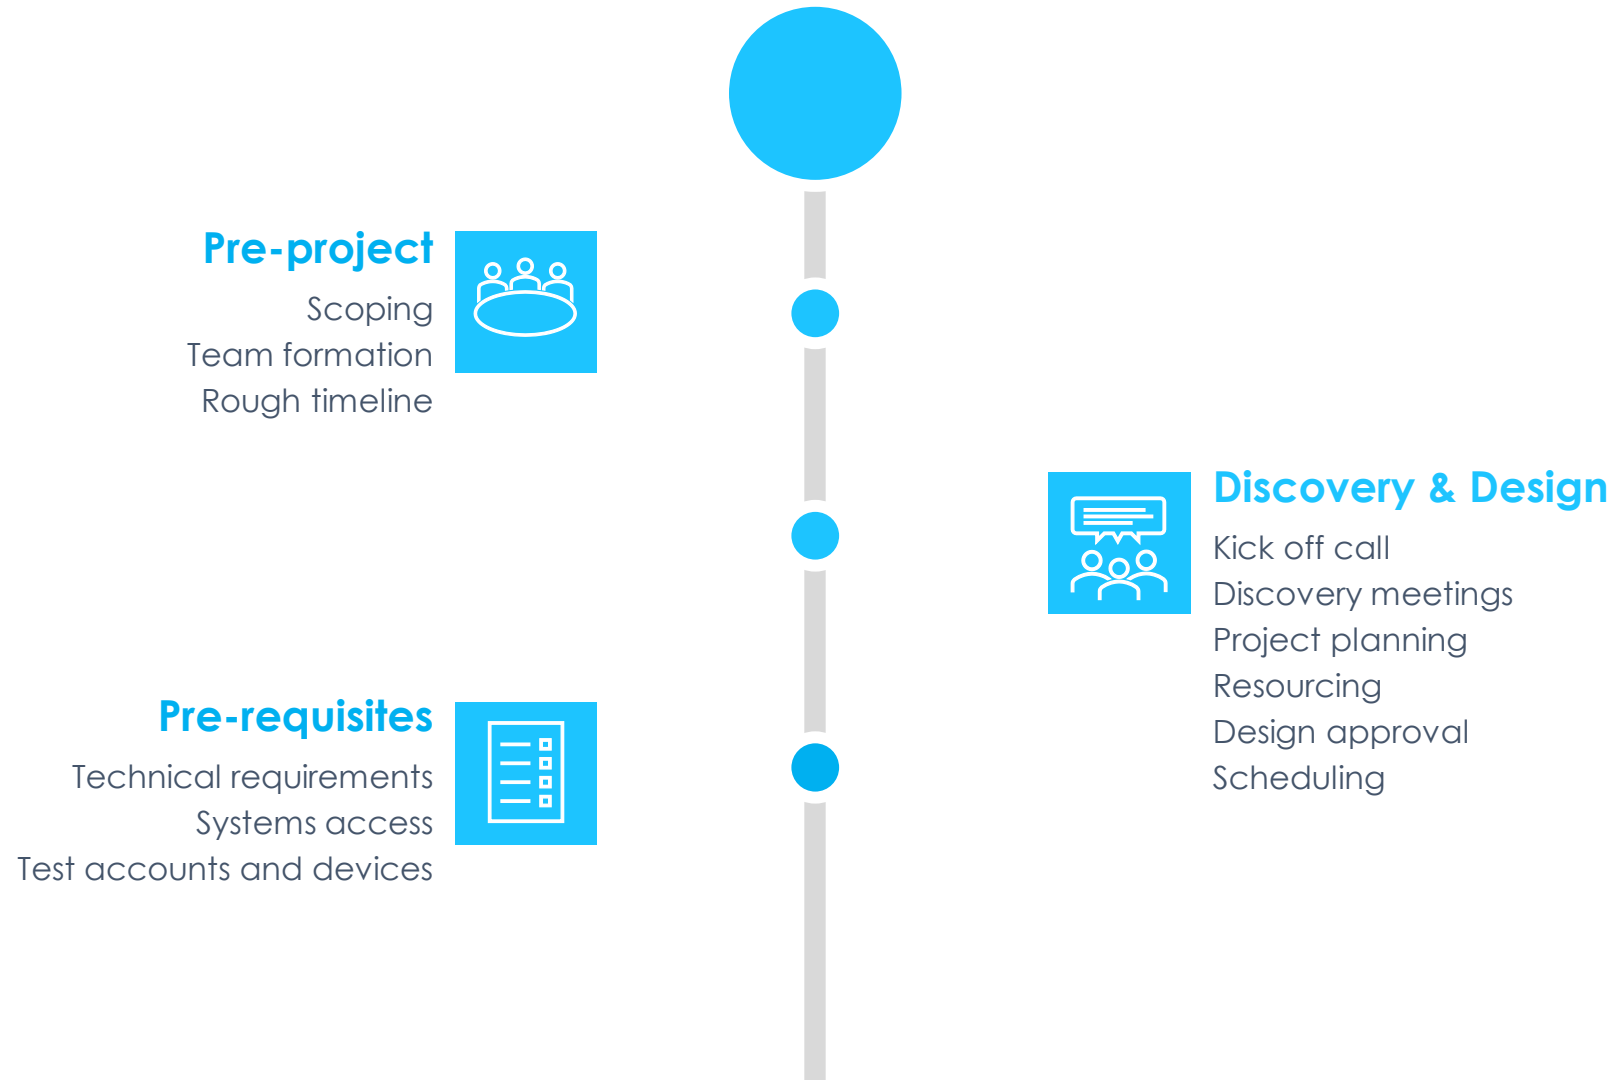 Pre-project
Scoping
Team formation
Rough timeline
Discovery & Design
Kick off call
Discovery meetings
Project planning
Resourcing
Design approval
Scheduling
Pre-requisites
Technical requirements
Systems access
Test accounts and devices